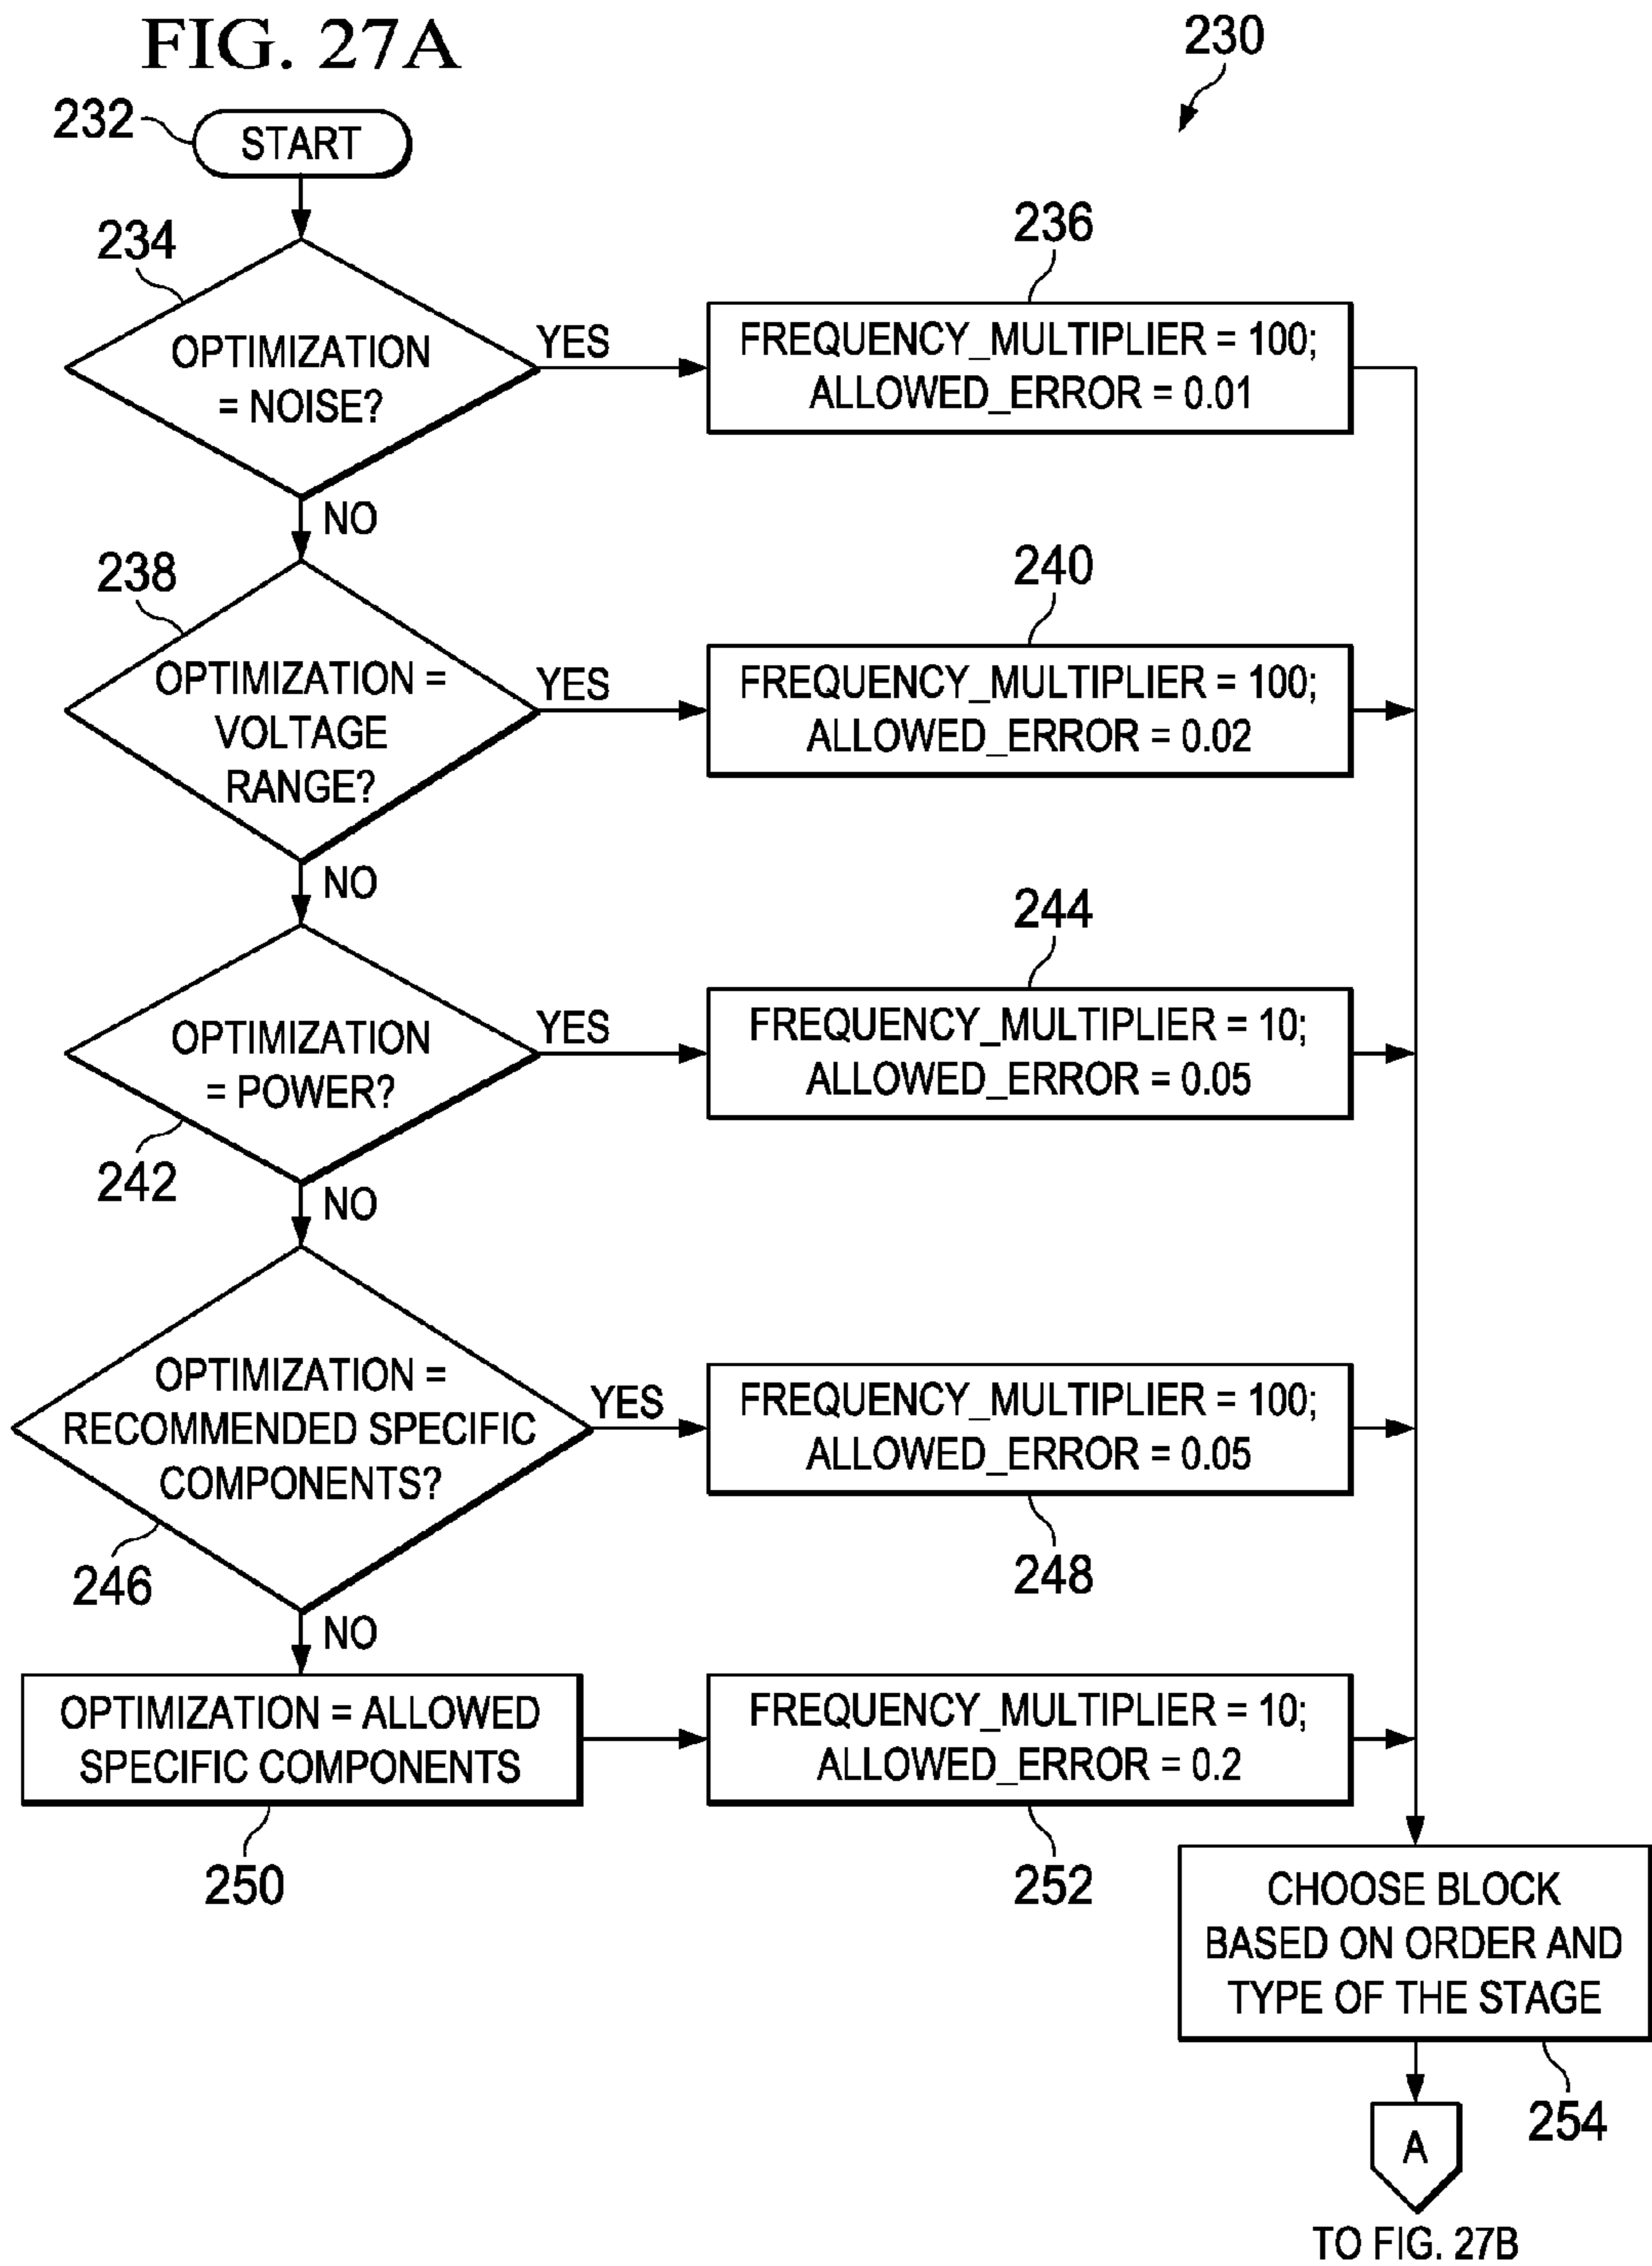 FIG. 27A
230
232
START
234
OPTIMIZATION
= NOISE?
YES
236
FREQUENCY_MULTIPLIER = 100;
ALLOWED_ERROR = 0.01
NO
238
OPTIMIZATION =
VOLTAGE
RANGE?
YES
240
FREQUENCY_MULTIPLIER = 100;
ALLOWED_ERROR = 0.02
NO
OPTIMIZATION
= POWER?
242
YES
244
FREQUENCY_MULTIPLIER = 10;
ALLOWED_ERROR = 0.05
NO
OPTIMIZATION =
RECOMMENDED SPECIFIC
COMPONENTS?
246
YES
FREQUENCY_MULTIPLIER = 100;
ALLOWED_ERROR = 0.05
248
NO
OPTIMIZATION = ALLOWED
SPECIFIC COMPONENTS
250
FREQUENCY_MULTIPLIER = 10;
ALLOWED_ERROR = 0.2
252
CHOOSE BLOCK
BASED ON ORDER AND
TYPE OF THE STAGE
254
A
TO FIG. 27B